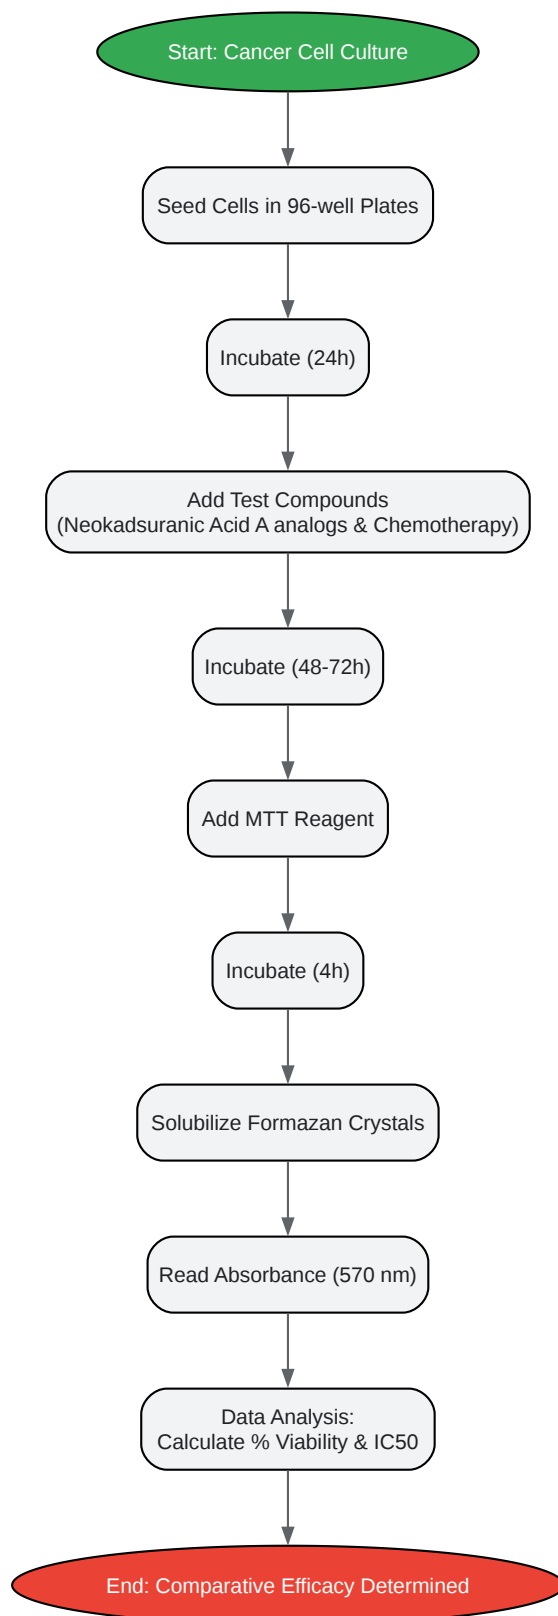 Start: Cancer Cell Culture
Seed Cells in 96-well Plates
Incubate (24h)
Add Test Compounds
(Neokadsuranic Acid A analogs & Chemotherapy)
Incubate (48-72h)
Add MTT Reagent
Incubate (4h)
Solubilize Formazan Crystals
Read Absorbance (570 nm)
Data Analysis:
Calculate % Viability & IC50
End: Comparative Efficacy Determined